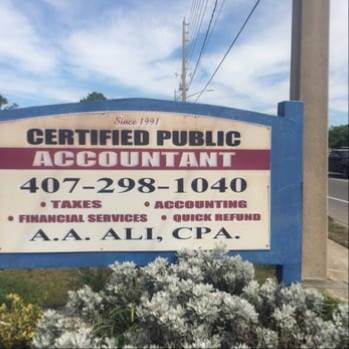 Since 1991
CERTIFIED PUBLIC
ACCOUNTANT
407-298-1040
• TAXES • ACCOUNTING
• FINANCIAL SERVICES • QUICK REFUND
A.A. ALI, CPA.